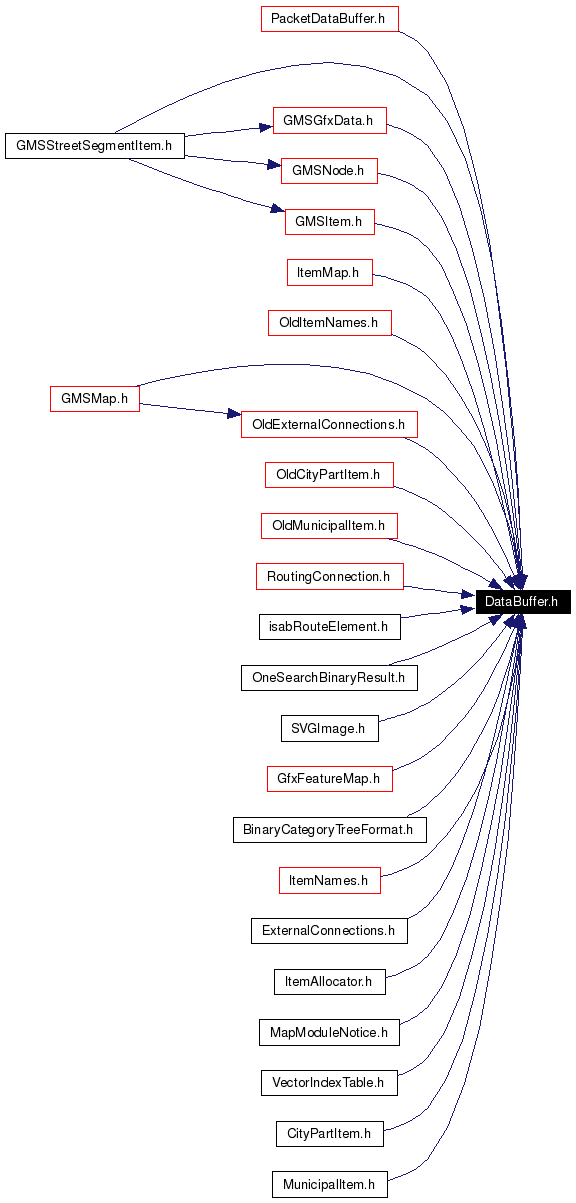 PacketDataBuffer.h
GMSGfxData.h
GMSStreetSegmentItem.h
GMSNode.h
GMSItem.h
ItemMap.h
OldItemNames.h
GMSMap.h
OldExternalConnections.h
OldCityPartItem.h
OldMunicipalItem.h
RoutingConnection.h
DataBuffer.h
isabRouteElement.h
OneSearchBinaryResult.h
SVGImage.h
GfxFeatureMap.h
BinaryCategoryTreeFormat.h
ItemNames.h
ExternalConnections.h
ItemAllocator.h
MapModuleNotice.h
VectorIndexTable.h
CityPartItem.h
MunicipalItem.h